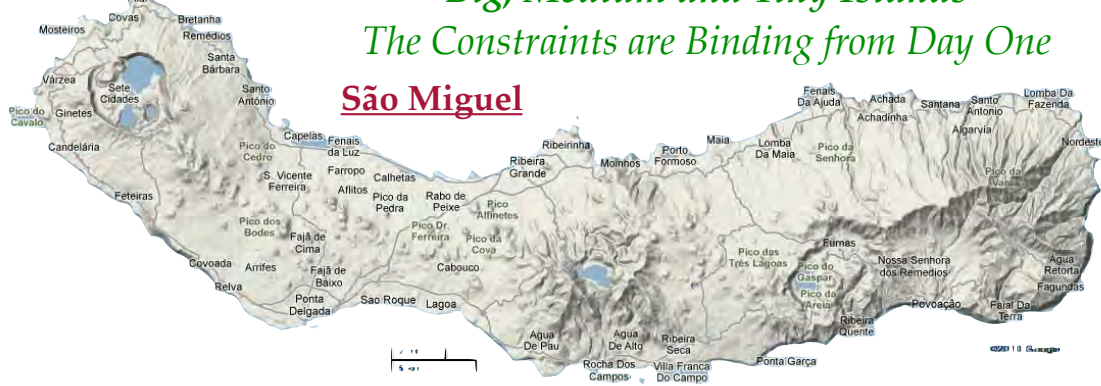 Big, Medium and Tiny Islands
The Constraints are Binding from Day One
São Miguel
Covas
Bretanha
Mosteiros
Remédios
Santa
Bárbara
Várzea
Sete
Cidades
Santo
António
Pico do
Cavalo
Ginetes
Candelária
Capelas
Fenais
da Luz
Pico do
Cedro
Farropo
S. Vicente
Ferreira
Aflitos
Calhetas
Pico da
Pedra
Rabo de
Peixe
Feteiras
Pico dos
Bodes
Fajã de
Cima
Pico Dr.
Ferreira
Pico
Alfinetes
Pico da
Cova
Covoada
Arrifes
Fajã de
Baixo
Cabouco
Relva
Ponta
Delgada
Sao Roque
Lagoa
Ribeira
Grande
Ribeirinha
Moinhos
Porto
Formoso
Maia
Lomba
Da Maia
Fenais
Da Ajuda
Achada
Achadinha
Santana
Santo
Antonio
Lomba Da
Fazenda
Algarvia
Nordeste
Pico da
Senhora
Pico da
Vara
Pico das
Três Lagoas
Furnas
Pico do
Gaspar
Pico da
Areia
Nossa Senhora
dos Remedios
Agua
Retorta
Fagundas
Povoação
Faial Da
Terra
Ribeira
Quente
Agua
De Pau
Agua
De Alto
Ribeira
Seca
Rocha Dos
Campos
Villa Franca
Do Campo
Ponta Garça
©2010 Google